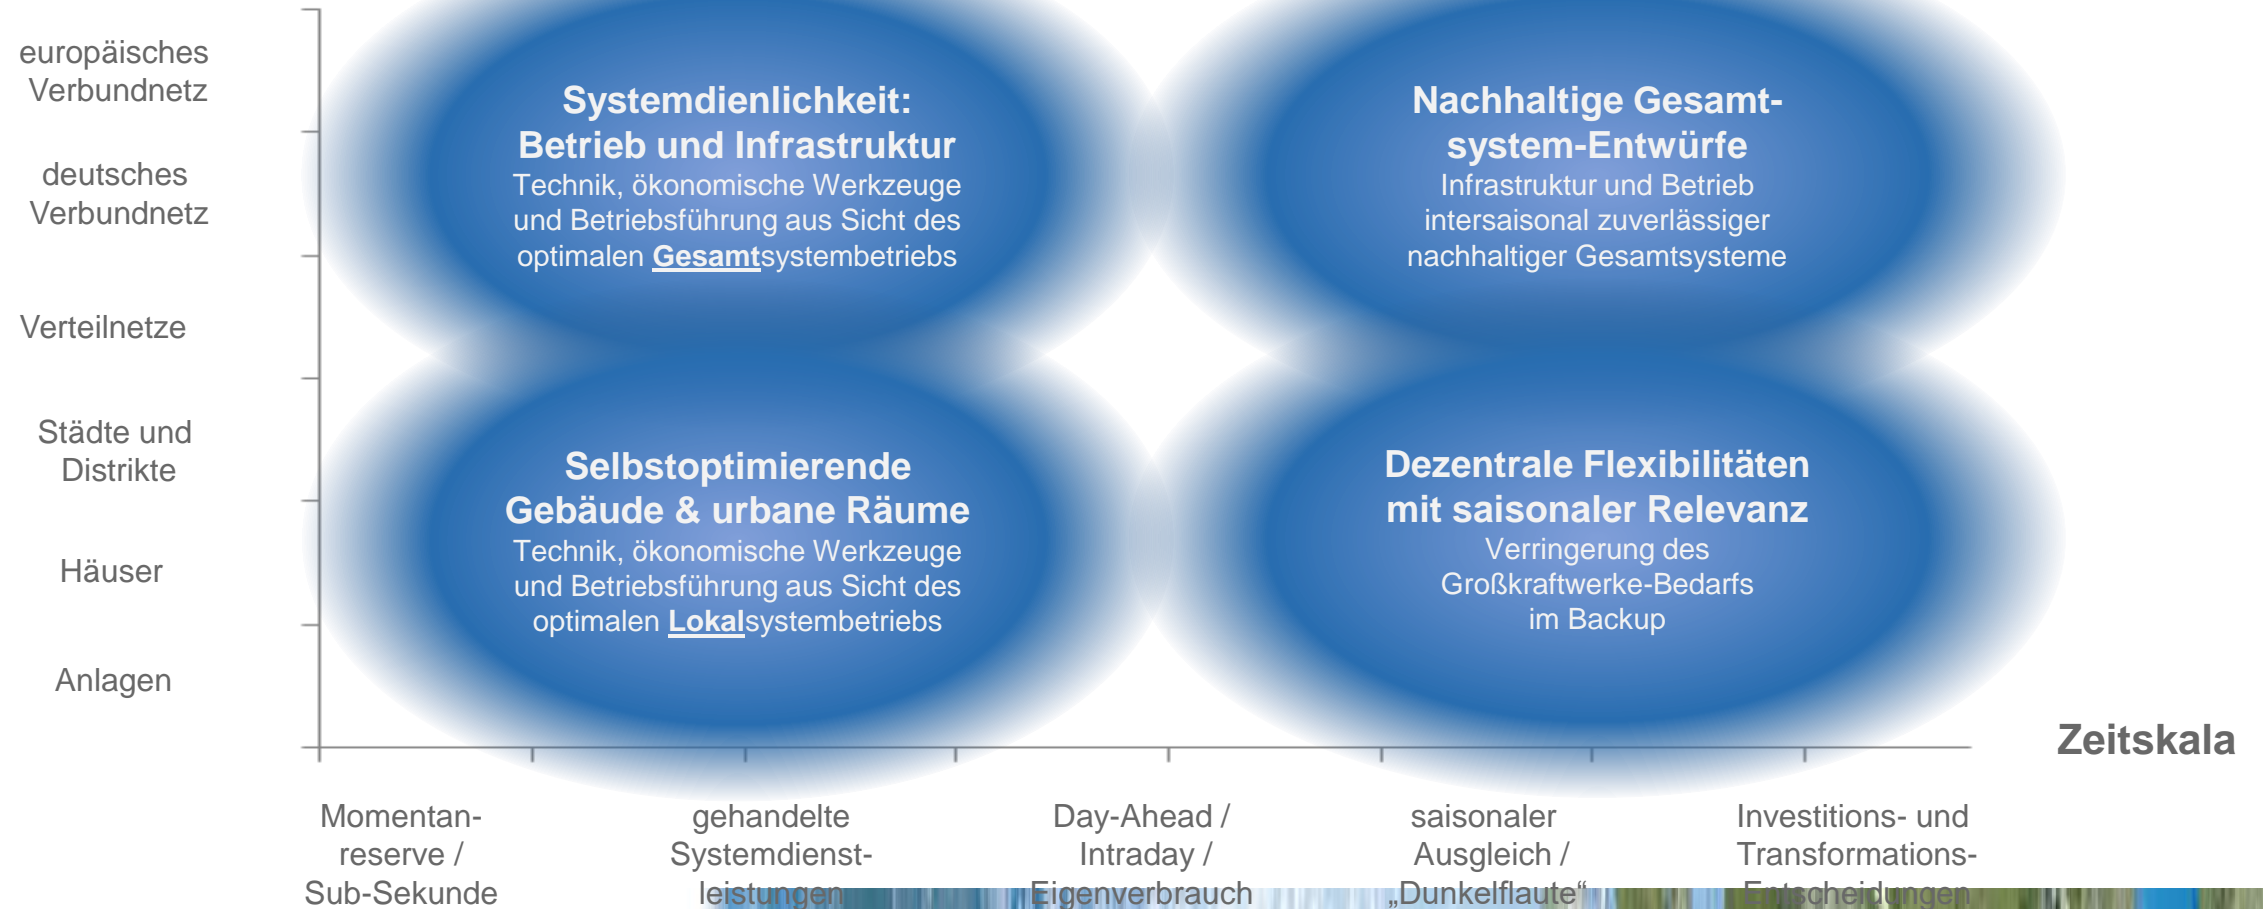 europäisches
Verbundnetz
deutsches
Verbundnetz
Verteilnetze
Städte und
Distrikte
Häuser
Anlagen
Systemdienlichkeit:
Betrieb und Infrastruktur
Technik, ökonomische Werkzeuge
und Betriebsführung aus Sicht des
optimalen Gesamtsystembetriebs
Nachhaltige Gesamt-
system-Entwürfe
Infrastruktur und Betrieb
intersaisonal zuverlässiger
nachhaltiger Gesamtsysteme
Selbstoptimierende
Gebäude & urbane Räume
Technik, ökonomische Werkzeuge
und Betriebsführung aus Sicht des
optimalen Lokalsystembetriebs
Dezentrale Flexibilitäten
mit saisonaler Relevanz
Verringerung des
Großkraftwerke-Bedarfs
im Backup
Zeitskala
Momentan-
reserve /
Sub-Sekunde
gehandelte
Systemdienst-
leistungen
Day-Ahead /
Intraday /
Eigenverbrauch
saisonaler
Ausgleich /
„Dunkelflaute“
Investitions- und
Transformations-
Entscheidungen